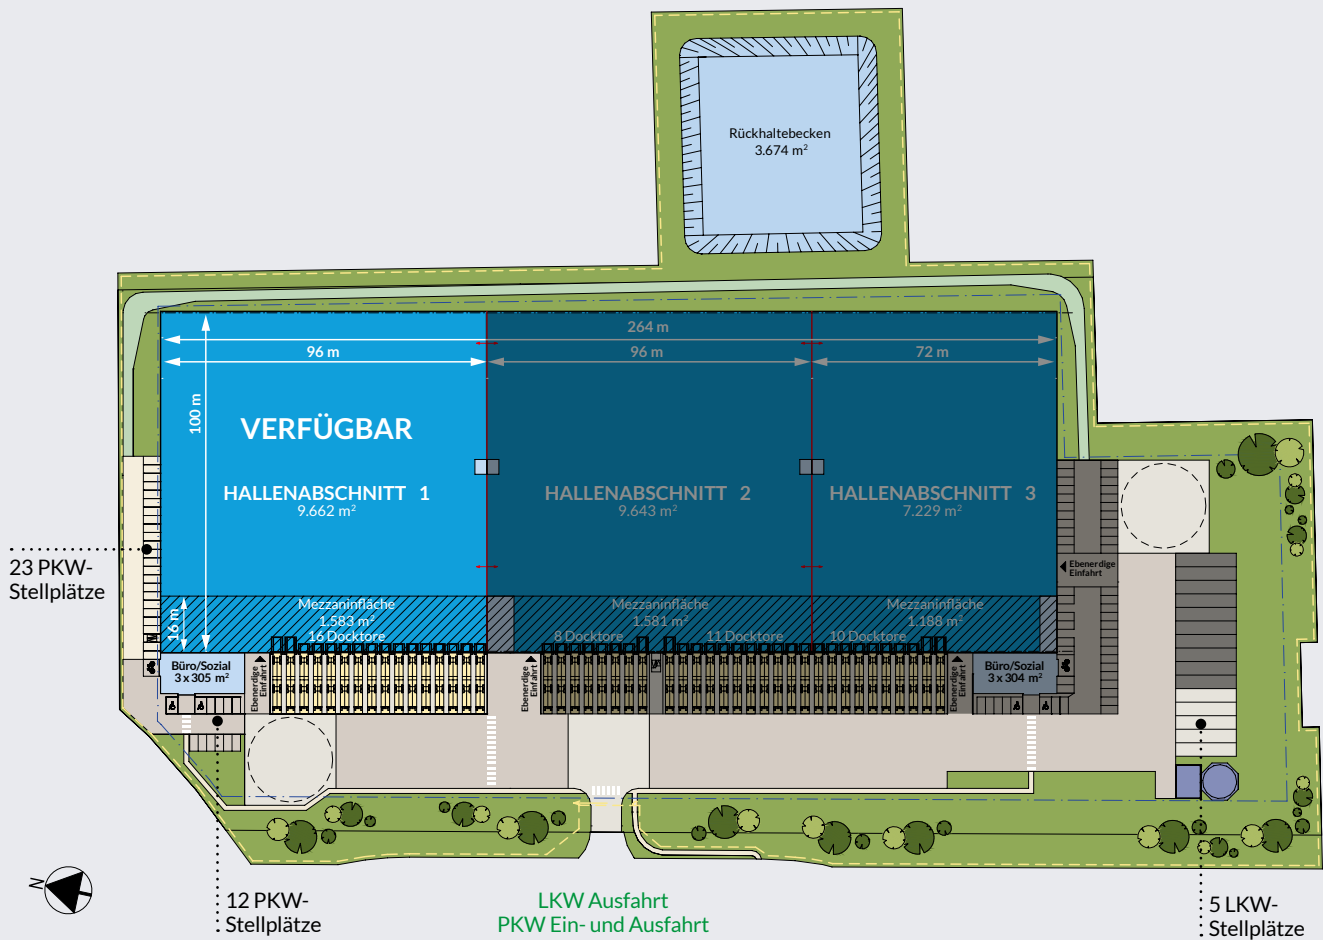 Rückhaltebecken
3.674 m²
264 m
96 m
96 m
72 m
100 m
VERFÜGBAR
HALLENABSCHNITT 1
9.662 m²
HALLENABSCHNITT 2
9.643 m²
HALLENABSCHNITT 3
7.229 m²
23 PKW-
Stellplätze
Ebenerdige
Einfahrt
16 m
Mezzaninfläche
1.583 m²
16 Docktore
Mezzaninfläche
1.581 m²
8 Docktore
11 Docktore
Mezzaninfläche
1.188 m²
10 Docktore
Büro/Sozial
3 x 305 m²
Ebenerdige
Einfahrt
Ebenerdige
Einfahrt
Ebenerdige
Einfahrt
Büro/Sozial
3 x 304 m²
N
12 PKW-
Stellplätze
LKW Ausfahrt
PKW Ein- und Ausfahrt
5 LKW-
Stellplätze